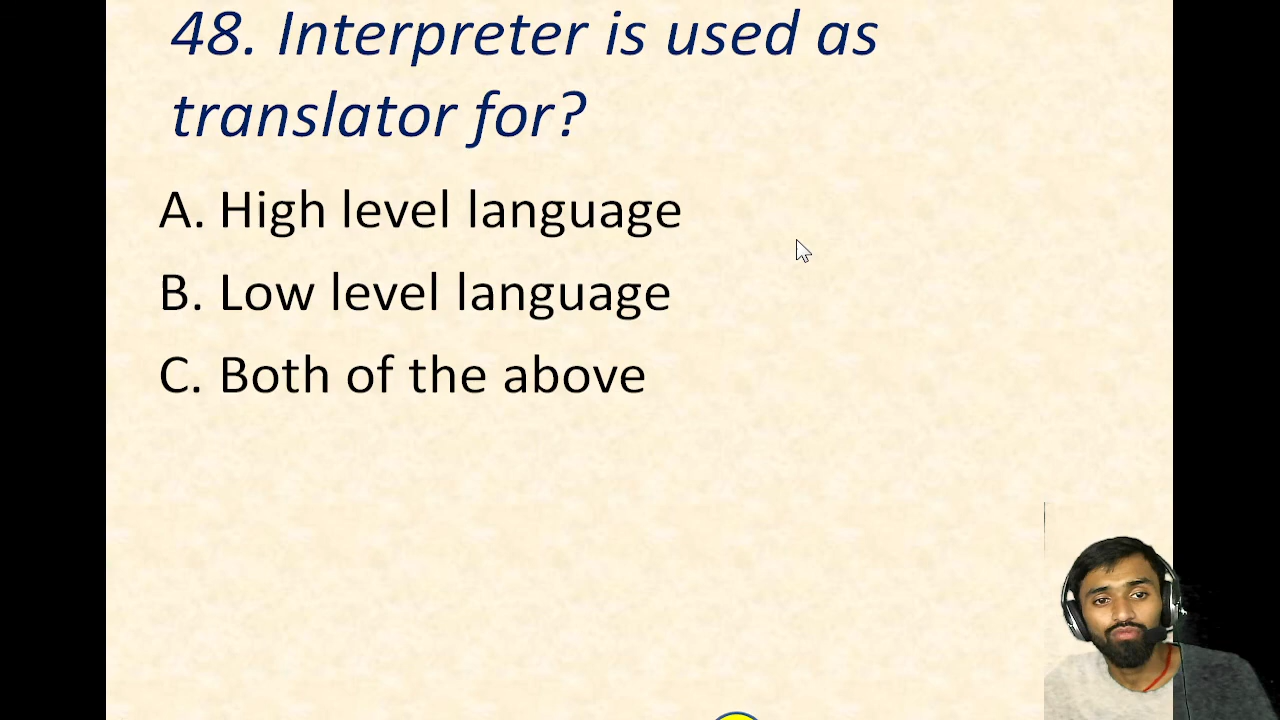 48. Interpreter is used as
translator for?
A. High level language
B. Low level language
C. Both of the above